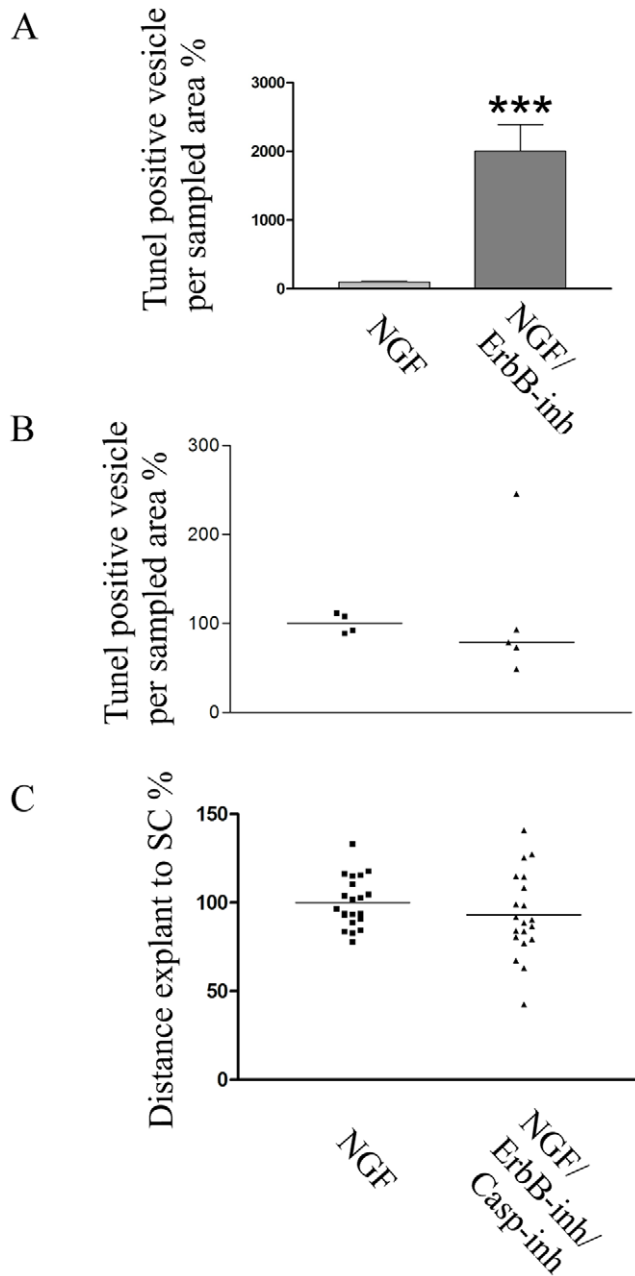 A
Tunel positive vesicle
per sampled area %
3000
2000
1000
0
***
NGF
NGF/
ErbB-inh
B
Tunel positive vesicle
per sampled area %
300
200
100
0
C
Distance explant to SC %
150
100
50
0
NGF
NGF/
ErbB-inh/
Casp-inh